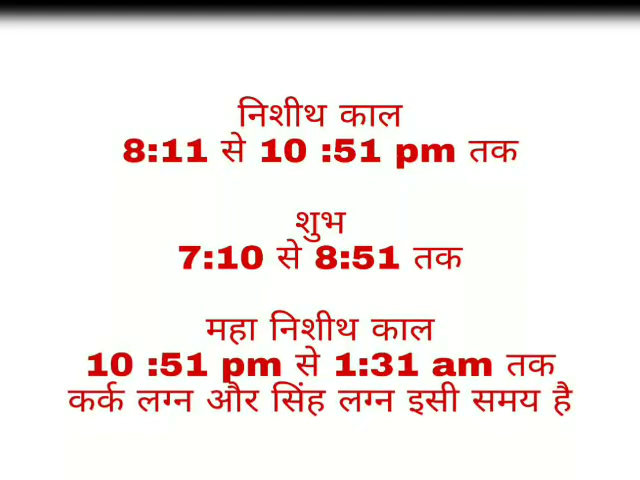 निशीथ काल
8:11 से 10 :51 pm तक
शुभ
7:10 से 8:51 तक
महा निशीथ काल
10 :51 pm से 1:31 am तक
कर्क लग्न और सिंह लग्न इसी समय है